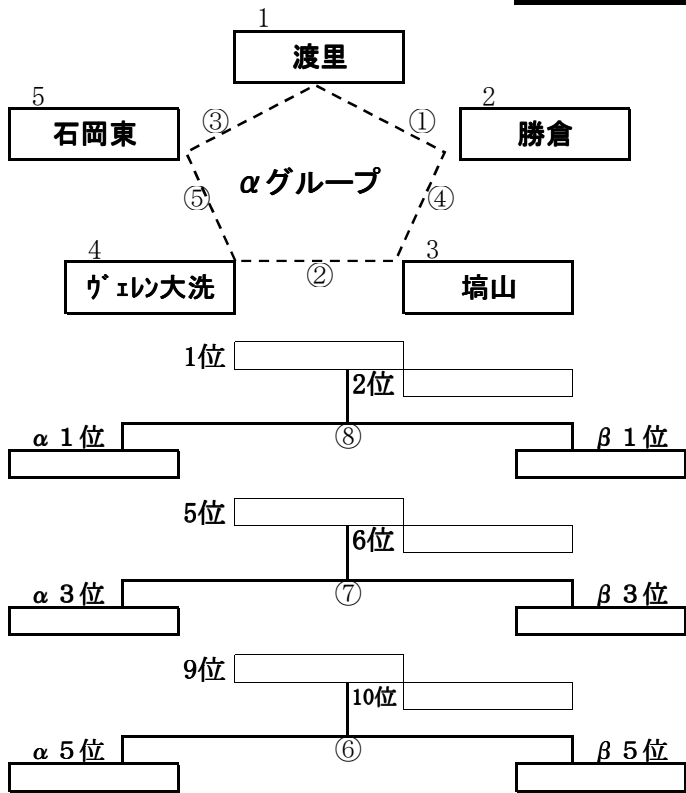 1
渡里
5
2
石岡東
③
①
勝倉
αグループ
⑤
④
4
3
ヴェレン大洗
②
塙山
1位
2位
α 1位
⑧
β 1位
5位
6位
α 3位
⑦
β 3位
9位
10位
α 5位
⑥
β 5位